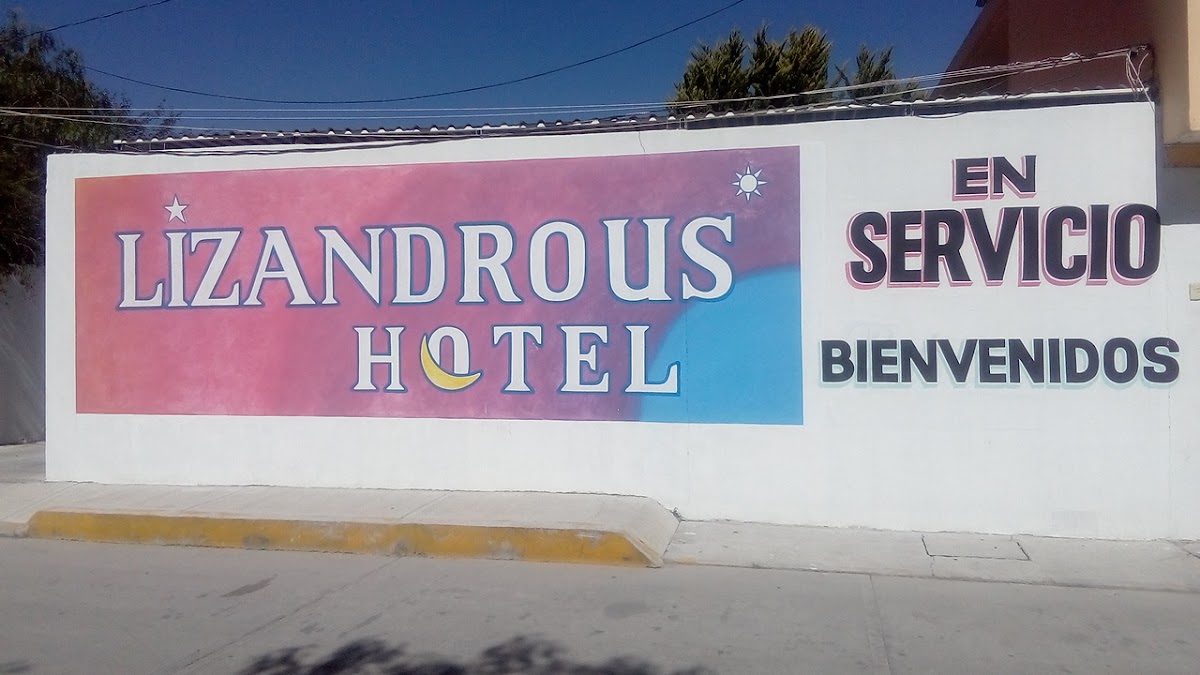 LIZANDROUS
HOTEL
EN
SERVICIO
BIENVENIDOS